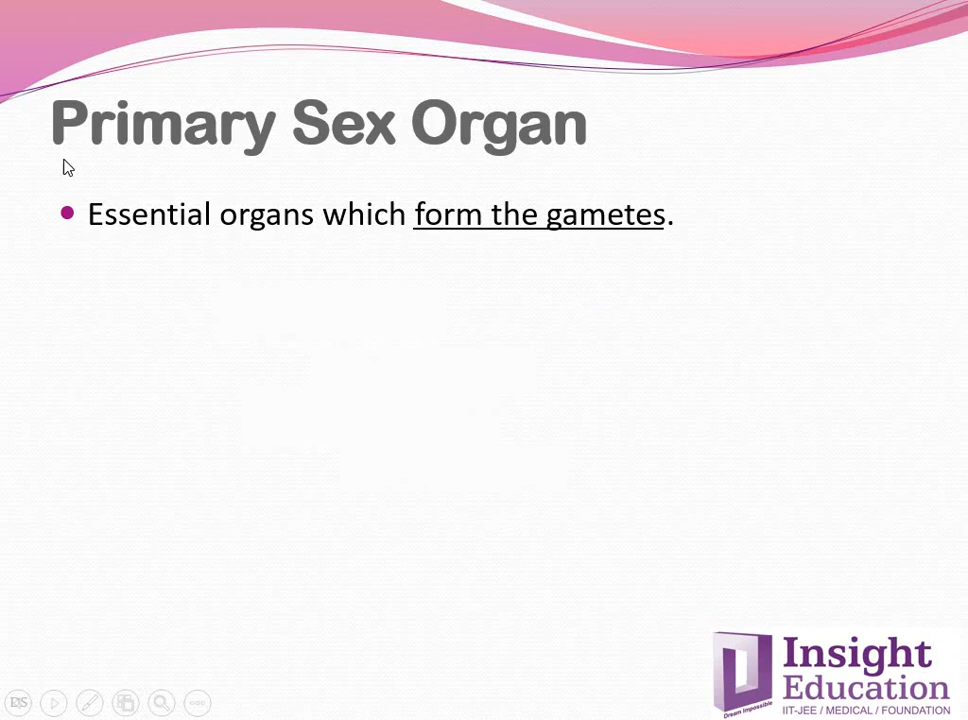 Primary Sex Organ
Essential organs which form the gametes.
Insight
Education
Dream Impossible
IIT-JEE / MEDICAL / FOUNDATION